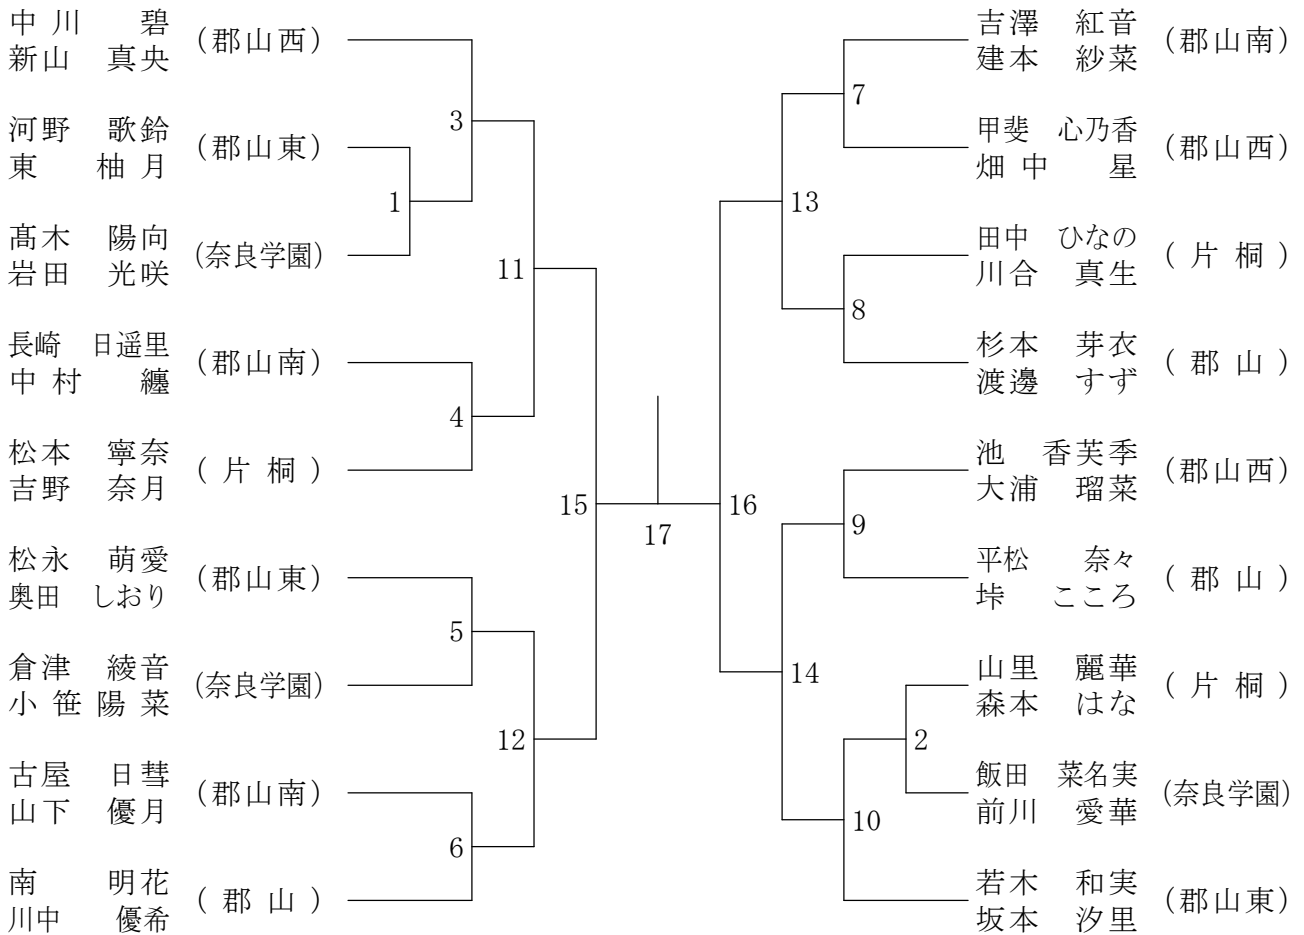 中川　碧
新山　真央
(郡山西)
河野　歌鈴
東　柚月
(郡山東)
髙木　陽向
岩田　光咲
(奈良学園)
長崎　日遥里
中村　纏
(郡山南)
松本　寧奈
吉野　奈月
(片桐)
松永　萌愛
奥田　しおり
(郡山東)
倉津　綾音
小笹　陽菜
(奈良学園)
古屋　日彗
山下　優月
(郡山南)
南　明花
川中　優希
(郡山)
3
1
11
4
15
5
12
6
17
7
13
8
16
9
14
2
10
吉澤　紅音
建本　紗菜
(郡山南)
甲斐　心乃香
畑中　星
(郡山西)
田中　ひなの
川合　真生
(片桐)
杉本　芽衣
渡邊　すず
(郡山)
池　香芙季
大浦　瑠菜
(郡山西)
平松　奈々
垰　こころ
(郡山)
山里　麗華
森本　はな
(片桐)
飯田　菜名実
前川　愛華
(奈良学園)
若木　和実
坂本　汐里
(郡山東)